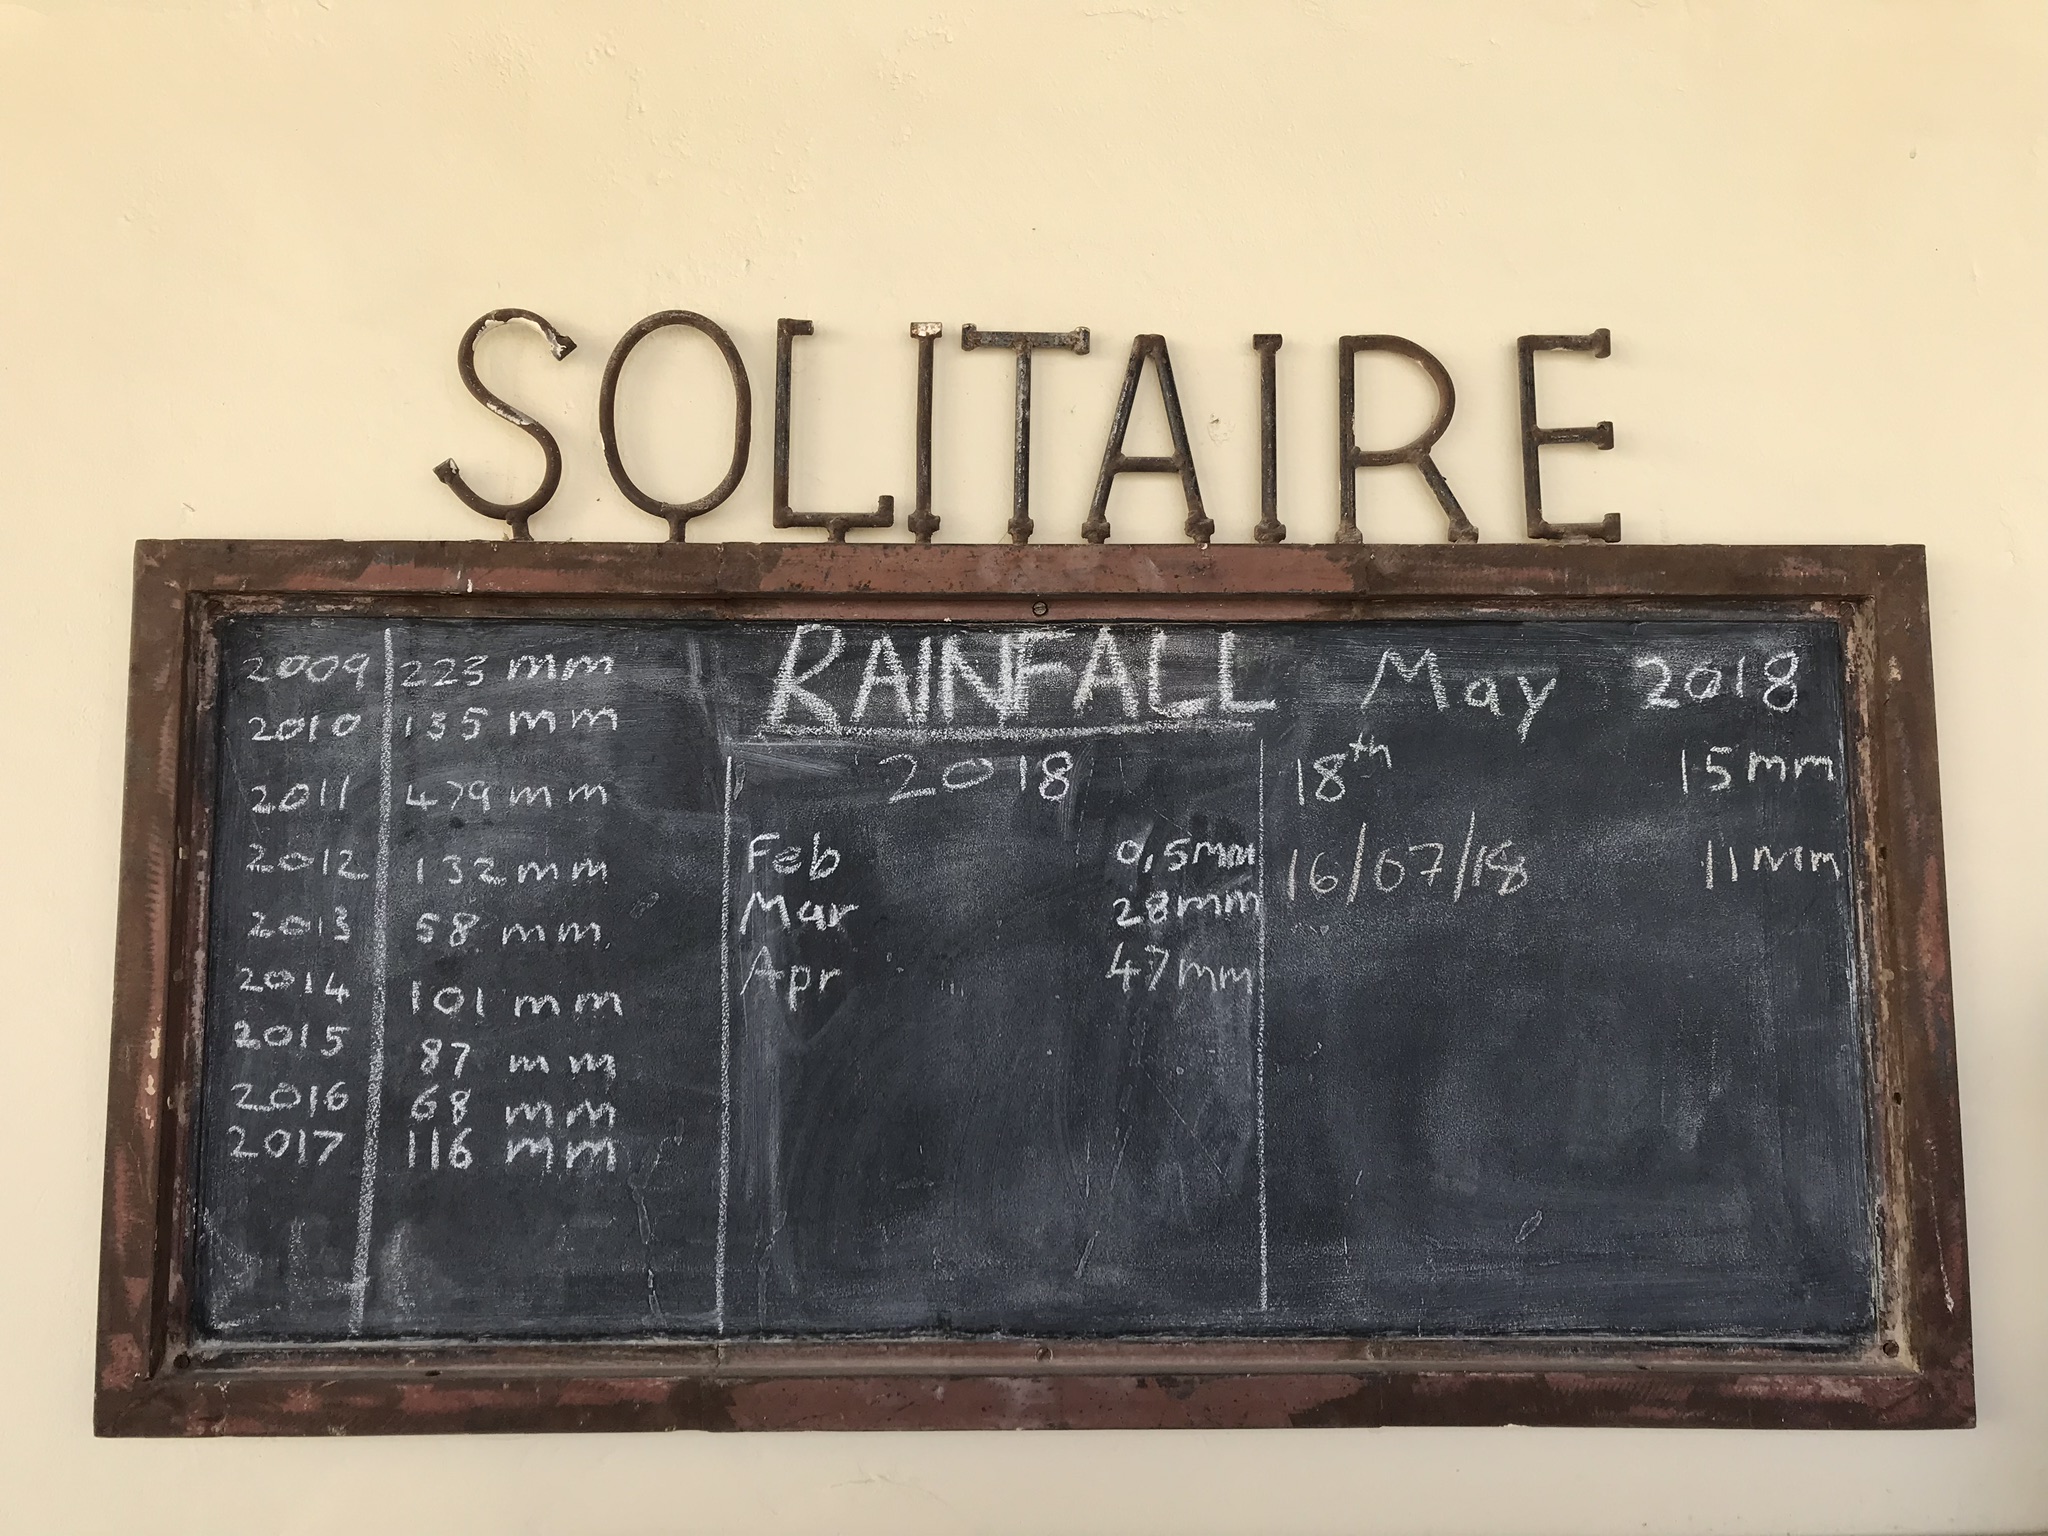 SOLITAIRE
RAINFALL
2009 223 mm
2010 135 mm
2011 479 mm
2012 132 mm
2013 58 mm
2014 101 mm
2015 87 mm
2016 68 mm
2017 116 mm
2018
Feb 0,5mm
Mar 28mm
Apr 47mm
May 2018
18th 15mm
16/07/18 11mm